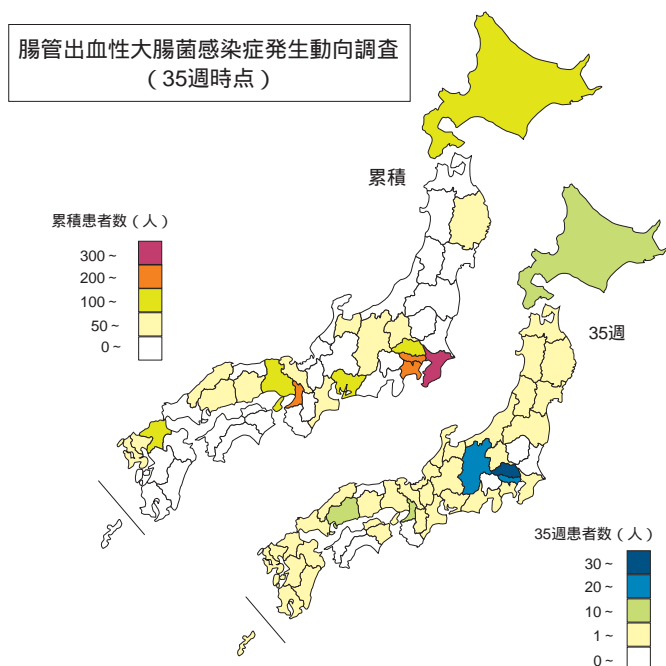 腸管出血性大腸菌感染症発生動向調査
（35週時点）
累積
累積患者数（人）
300～
200～
100～
50～
0～
35週
35週患者数（人）
30～
20～
10～
1～
0～